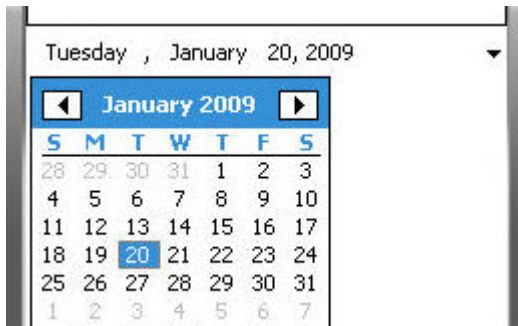 Tuesday , January 20, 2009
January 2009
S M T W T F S
28 29 30 31 1 2 3
4 5 6 7 8 9 10
11 12 13 14 15 16 17
18 19 20 21 22 23 24
25 26 27 28 29 30 31
1 2 3 4 5 6 7